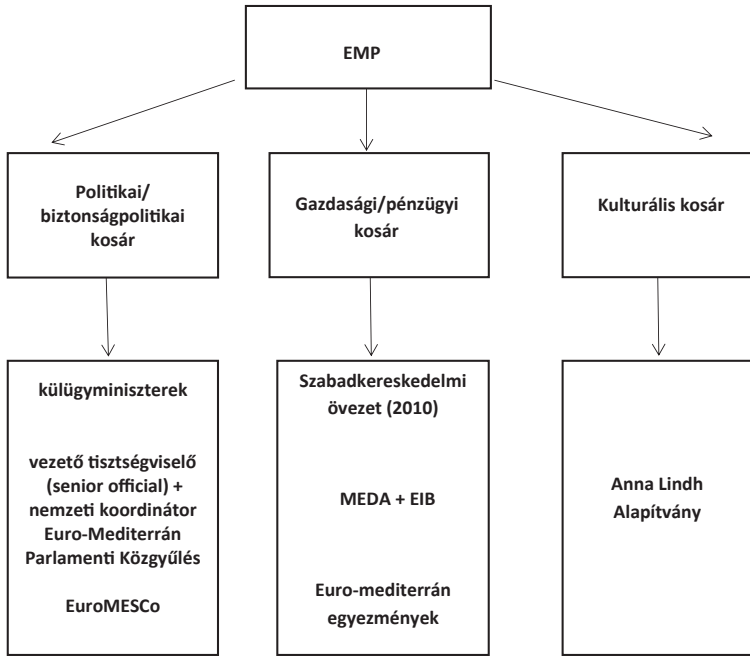 EMP
Politikai/
biztonságpolitikai
kosár
Gazdasági/pénzügyi
kosár
Kulturális kosár
külügyminiszterek
vezető tisztségviselő
(senior official) +
nemzeti koordinátor
Euro-Mediterrán
Parlamenti Közgyűlés
EuroMESCo
Szabadkereskedelmi
övezet (2010)
MEDA + EIB
Euro-mediterrán
egyezmények
Anna Lindh
Alapítvány